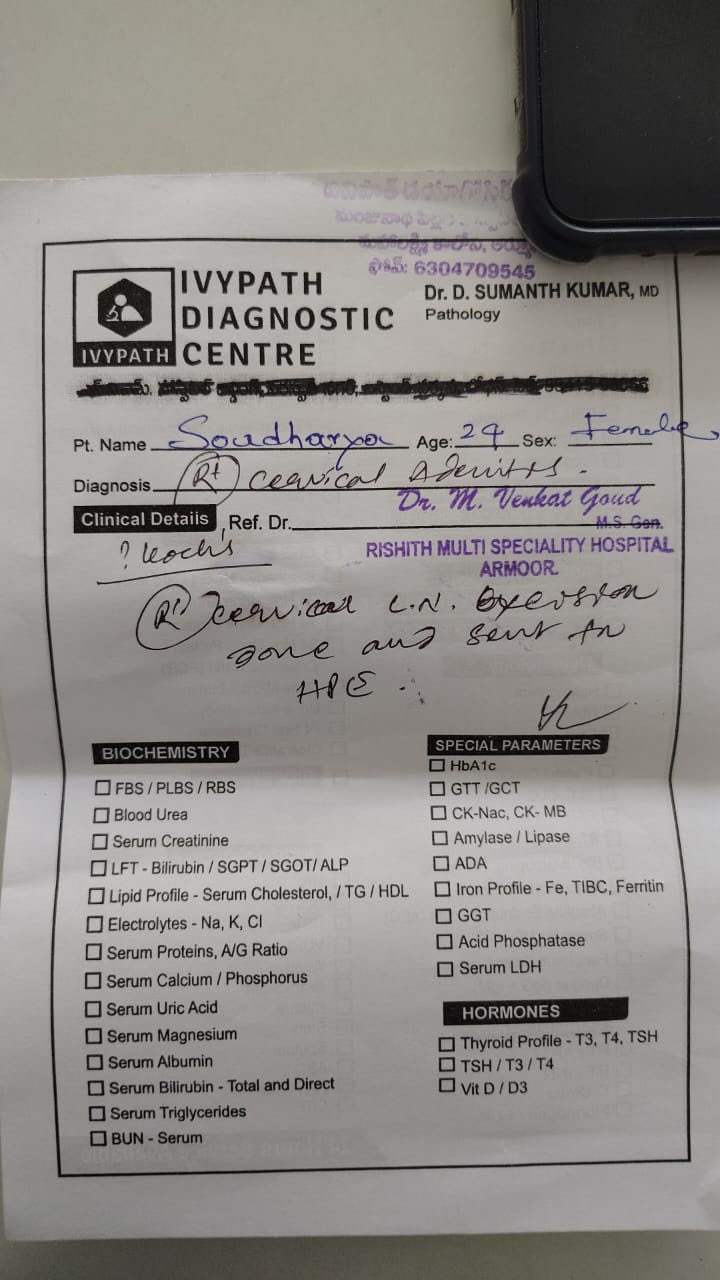 ఫోన్: 6304709545
IVYPATH
DIAGNOSTIC
CENTRE
IVYPATH
Dr. D. SUMANTH KUMAR, MD
Pathology
Pt. Name Soudharya Age: 24 Sex: Female
Diagnosis Rt cervical Adenitis.
Dr. M. Venkat Goud
Clinical Details , Ref. Dr. M.S. Gen.
? Koch's
RISHITH MULTI SPECIALITY HOSPITAL
ARMOOR.
Rt cervical L.N. Excision
done and sent for
HPE.
BIOCHEMISTRY
FBS / PLBS / RBS
Blood Urea
Serum Creatinine
LFT - Bilirubin / SGPT / SGOT/ ALP
Lipid Profile - Serum Cholesterol, / TG / HDL
Electrolytes - Na, K, Cl
Serum Proteins, A/G Ratio
Serum Calcium / Phosphorus
Serum Uric Acid
Serum Magnesium
Serum Albumin
Serum Bilirubin - Total and Direct
Serum Triglycerides
BUN - Serum
SPECIAL PARAMETERS
HbA1c
GTT /GCT
CK-Nac, CK- MB
Amylase / Lipase
ADA
Iron Profile - Fe, TIBC, Ferritin
GGT
Acid Phosphatase
Serum LDH
HORMONES
Thyroid Profile - T3, T4, TSH
TSH / T3 / T4
Vit D / D3